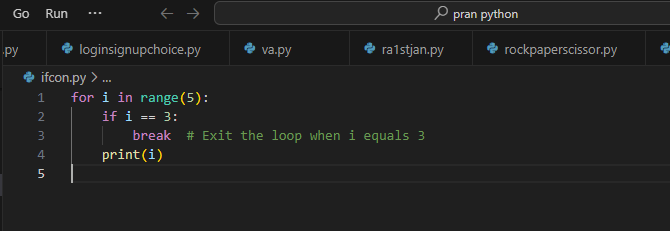 Go Run ... pran python
.py loginsignupchoice.py va.py ra1stjan.py rockpaperscissor.py
ifcon.py > ...
1 for i in range(5):
2     if i == 3:
3         break  # Exit the loop when i equals 3
4     print(i)
5